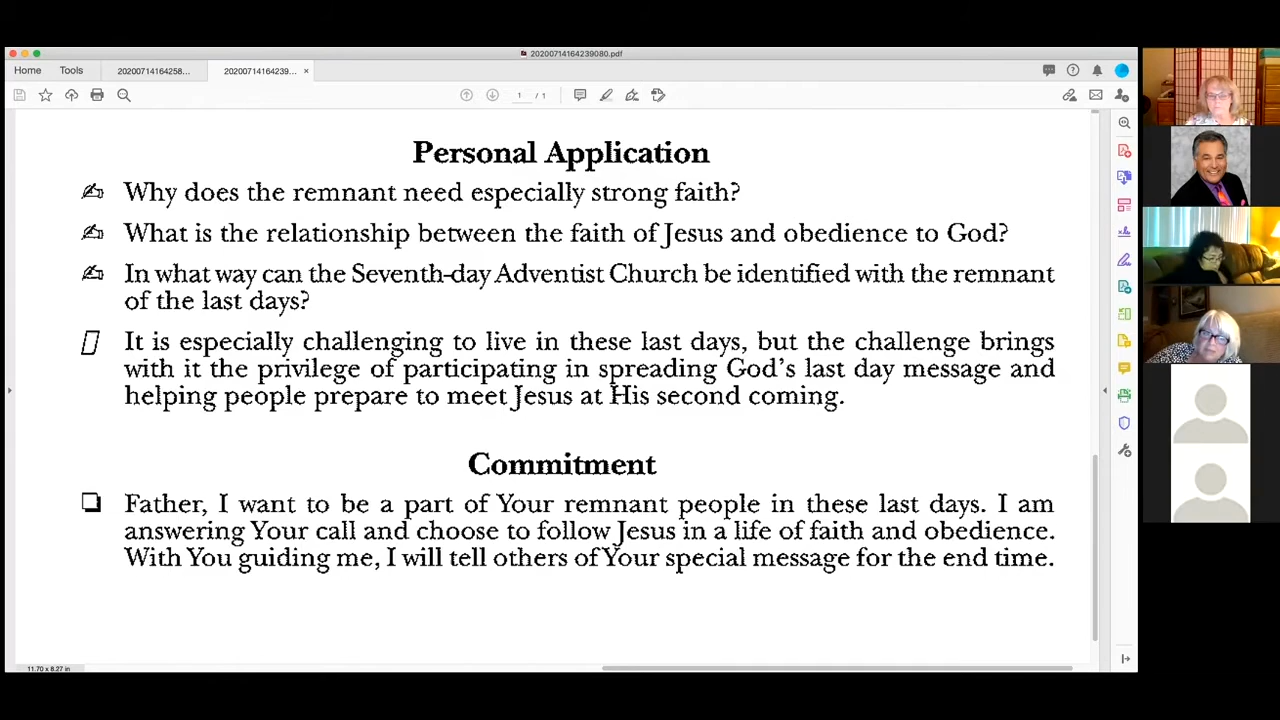 20200714164239080.pdf
Home Tools 20200714164258... 20200714164239... ×
1 / 1
Personal Application
Why does the remnant need especially strong faith?
What is the relationship between the faith of Jesus and obedience to God?
In what way can the Seventh-day Adventist Church be identified with the remnant
of the last days?
It is especially challenging to live in these last days, but the challenge brings
with it the privilege of participating in spreading God's last day message and
helping people prepare to meet Jesus at His second coming.
Commitment
Father, I want to be a part of Your remnant people in these last days. I am
answering Your call and choose to follow Jesus in a life of faith and obedience.
With You guiding me, I will tell others of Your special message for the end time.
11.70 x 8.27 in